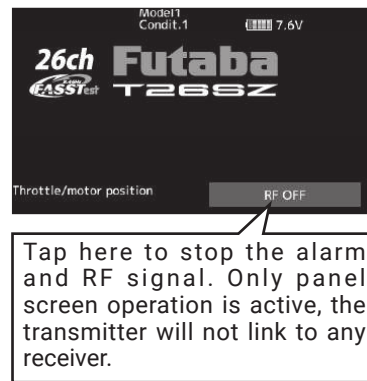 Model1
Condit.1
7.6V
26ch Futaba
FASSTest T26SZ
Throttle/motor position
RF OFF
Tap here to stop the alarm
and RF signal. Only panel
screen operation is active, the
transmitter will not link to any
receiver.